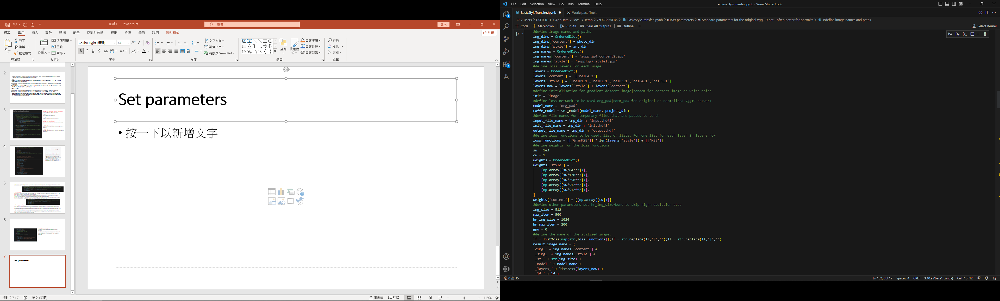 藍報1 - PowerPoint
搜尋
登入
檔案 常用 插入 設計 轉場 動畫 投影片放映 校閱 檢視 錄製 說明 圖形格式
共用
貼上
剪下
複製
複製格式
剪貼簿
新
投影片
版面配置
重設
章節
投影片
Calibri Light (標題) 44
B I U S ab AV Aa A
字型
文字方向
對齊文字
轉換成 SmartArt
段落
排列
快速樣
式
圖案填滿
圖案外框
圖案效果
繪圖
尋找
取代
選取
編輯
2
3
4
5
6
7
Set parameters
Set parameters
• 按一下以新增文字
投影片 7 / 7 英文 (美國)
備忘稿 註解 119%
File Edit Selection View Go Run Terminal Help
● BasicStyleTransfer.ipynb - Visual Studio Code
BasicStyleTransfer.ipynb ● Workspace Trust
C: > Users > USER-0~1 > AppData > Local > Temp > 7zOC3655EB5 > BasicStyleTransfer.ipynb > M↓Set parameters > M↓Standard parameters for the original vgg-19 net - often better for portraits > #define image names and paths
+ Code + Markdown Run All Clear All Outputs Outline ···
Select Kernel
1
3
#define image names and paths
img_dirs = OrderedDict()
img_dirs['content'] = photo_dir
img_dirs['style'] = art_dir
img_names = OrderedDict()
img_names['content'] = 'suppfig4_content2.jpg'
img_names['style'] = 'suppfig7_style1.jpg'
#define loss layers for each image
layers = OrderedDict()
layers['content'] =  ['relu4_2']
layers['style'] = ['relu1_1','relu2_1','relu3_1','relu4_1','relu5_1']
layers_now = layers['style'] + layers['content']
#define initialisation for gradient descent image|random for content image or white noise
init = 'image'
#define loss network to be used org_pad|norm_pad for original or normalised vgg19 network
model_name = 'org_pad'
caffe_model = set_model(model_name, project_dir)
#define file names for temporary files that are passed to torch
input_file_name = tmp_dir + 'input.hdf5'
init_file_name = tmp_dir + 'init.hdf5'
output_file_name = tmp_dir + 'output.hdf'
#define loss functions to be used, list of lists. For one list for each layer in layers_now
loss_functions = [['GramMSE']] * len(layers['style']) + [['MSE']]
#define weights for the loss functions
sw = 1e3
cw = 1
weights = OrderedDict()
weights['style'] = [
[np.array([sw/64**2])],
[np.array([sw/128**2])],
[np.array([sw/256**2])],
[np.array([sw/512**2])],
[np.array([sw/512**2])],
]
weights['content'] = [[np.array([cw])]]
#define other parameters set hr_img_size=None to skip high-resolution step
img_size = 512
max_iter = 500
hr_img_size = 1024
hr_max_iter = 200
gpu = 0
#define the name of the stylised image.
lf = list2css(map(str,loss_functions));lf = str.replace(lf,'[','');lf = str.replace(lf,']','')
result_image_name = (
'cimg_' + img_names['content'] +
'_simg_' + img_names['style'] +
'_sz_' + str(img_size) +
'_model_' + model_name +
'_layers_' + list2css(layers_now) +
'_lf_' + lf +
0 15
Ln 102, Col 17 Spaces: 4 CRLF 3.10.9 ('base': conda) Cell 7 of 12